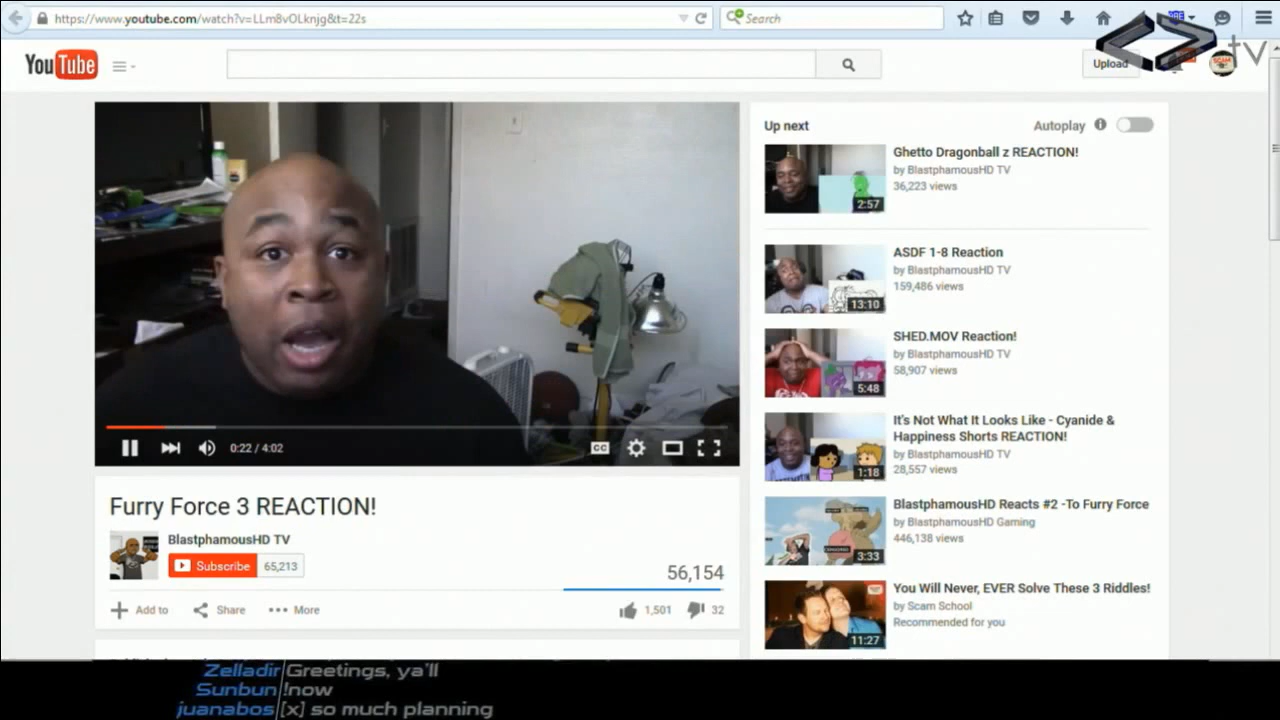 https://www.youtube.com/watch?v=LLm8vOLknjg&t=22s
Search
tv
YouTube
Upload
Up next
Autoplay
Ghetto Dragonball z REACTION!
by BlastphamousHD TV
36,223 views
2:57
ASDF 1-8 Reaction
by BlastphamousHD TV
159,486 views
13:10
SHED.MOV Reaction!
by BlastphamousHD TV
58,907 views
5:48
It's Not What It Looks Like - Cyanide &
Happiness Shorts REACTION!
by BlastphamousHD TV
28,557 views
1:18
BlastphamousHD Reacts #2 -To Furry Force
by BlastphamousHD Gaming
446,138 views
3:33
You Will Never, EVER Solve These 3 Riddles!
by Scam School
Recommended for you
11:27
0:22 / 4:02
CC
Furry Force 3 REACTION!
BlastphamousHD TV
Subscribe 65,213
56,154
Add to Share More 1,501 32
Zelladir Greetings, ya'll
Sunbun !now
juanabos [x] so much planning